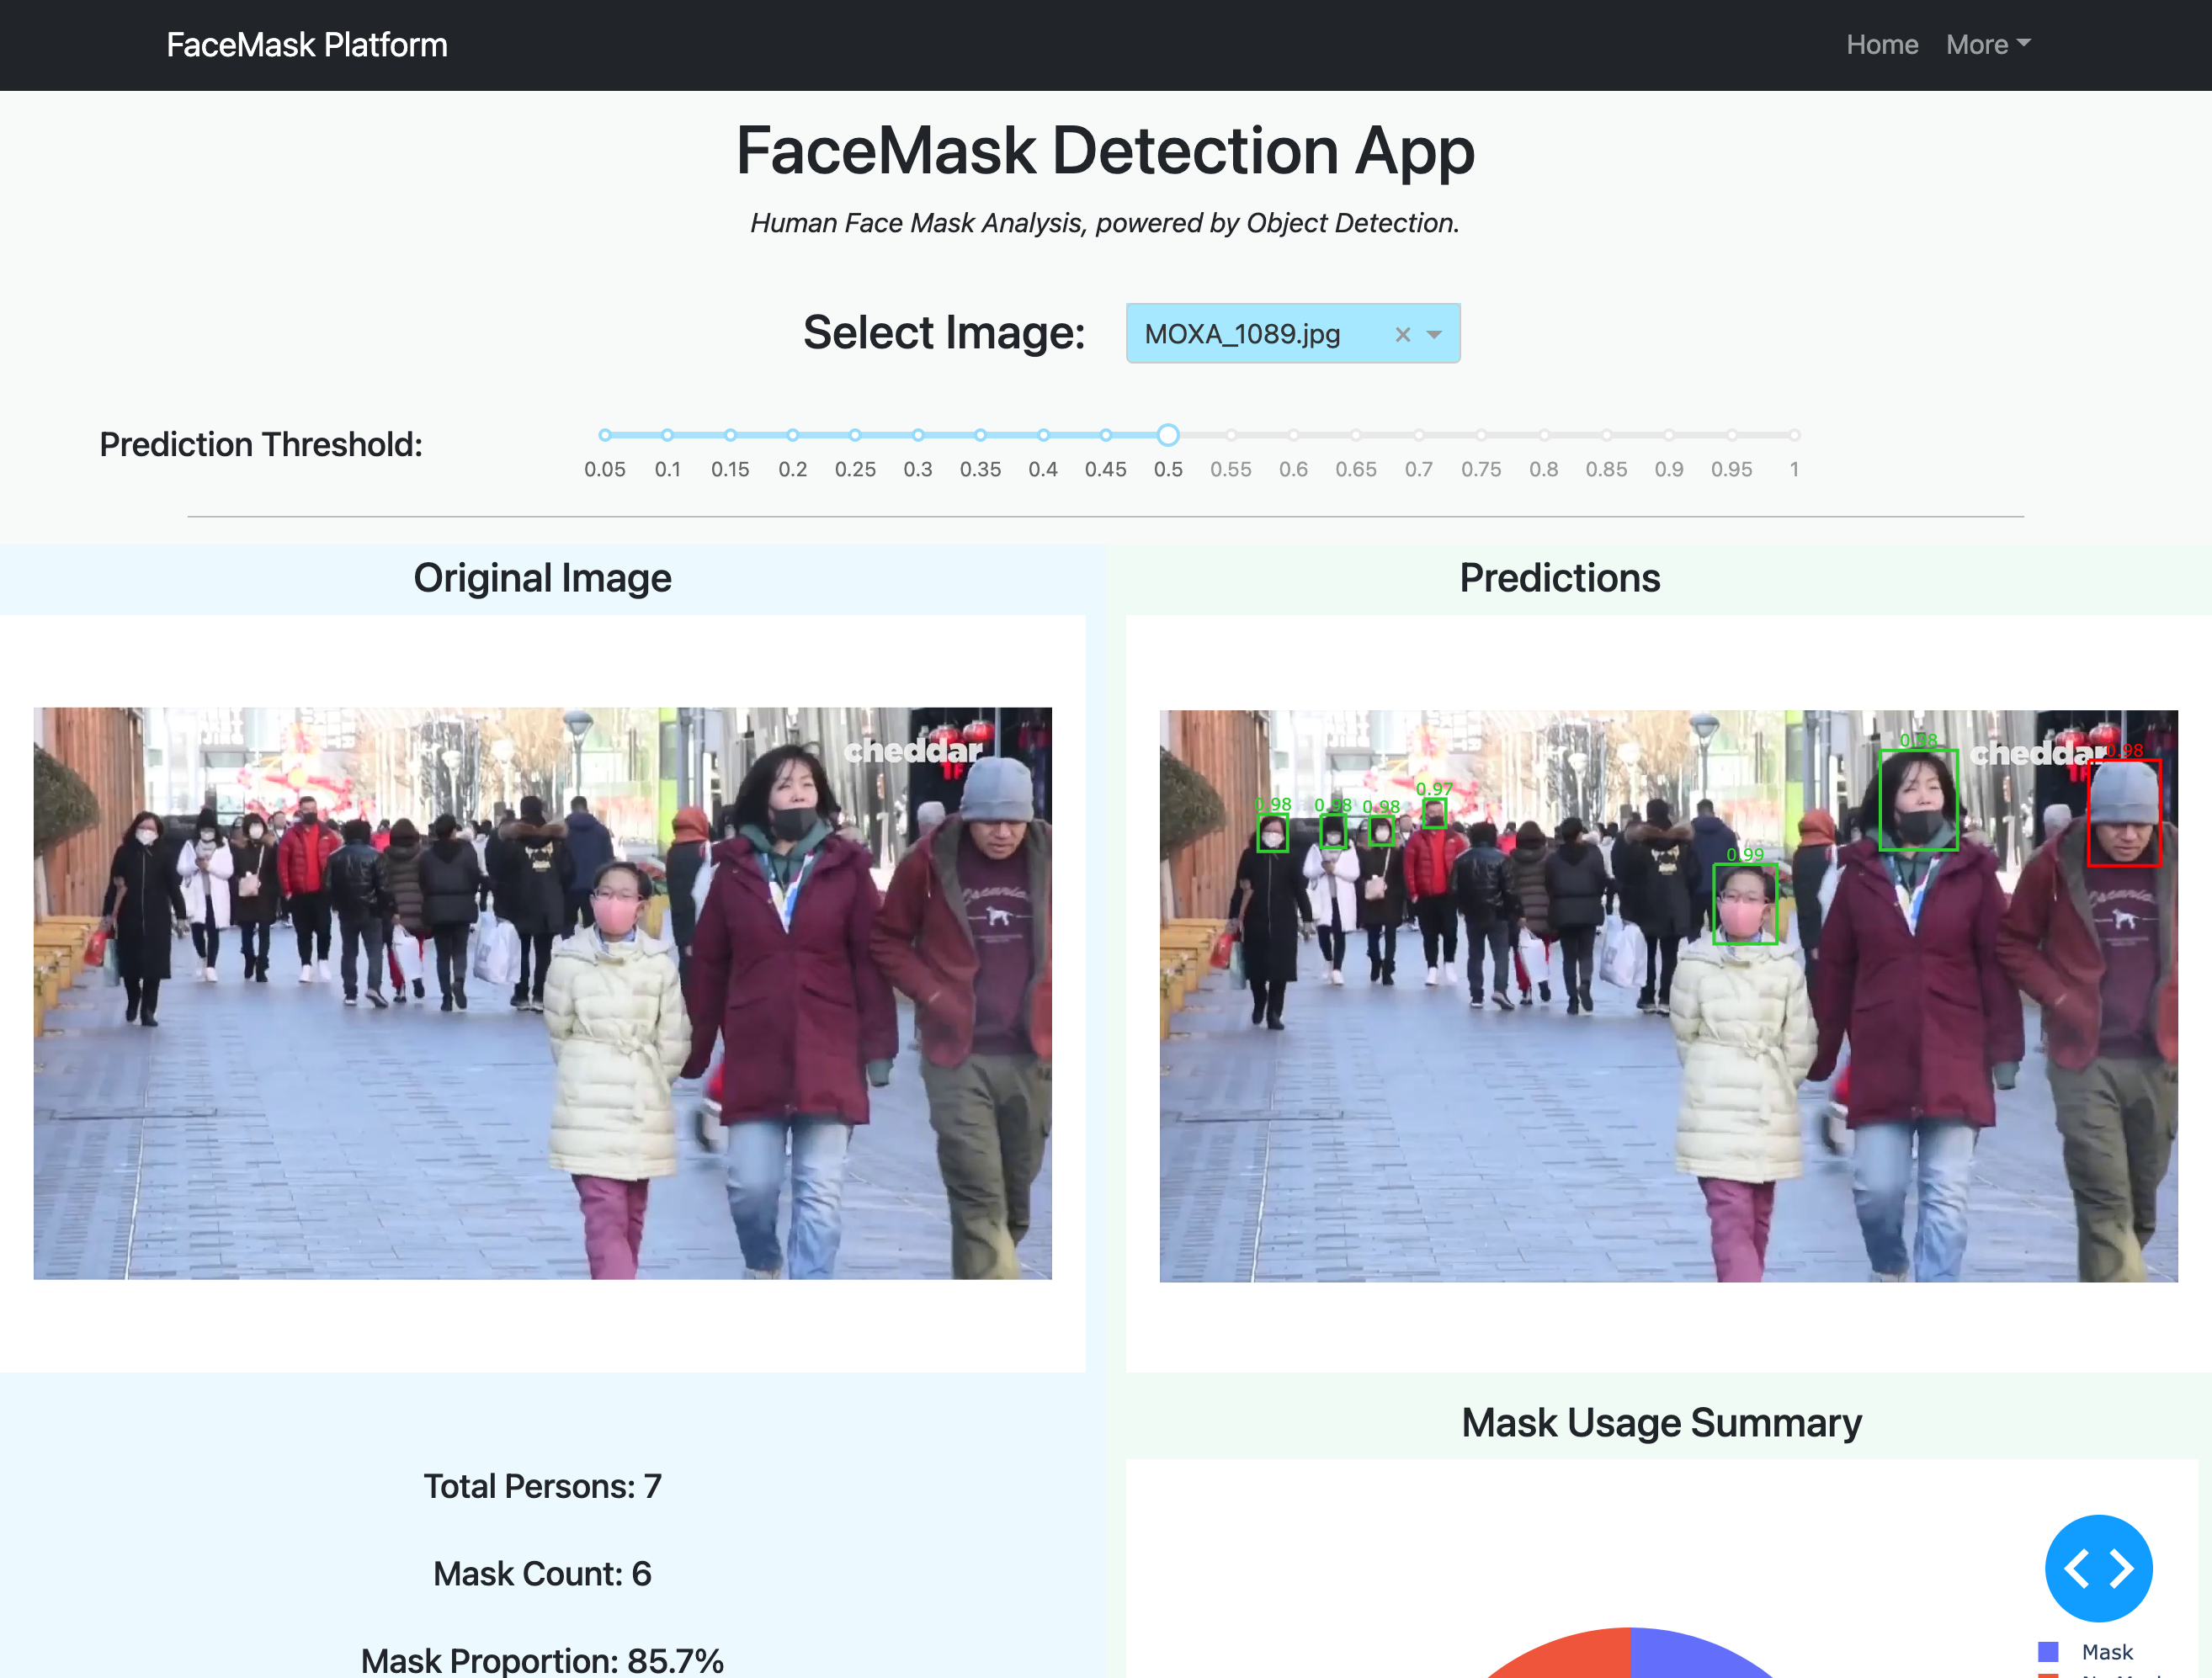 FaceMask Platform
Home
More
FaceMask Detection App
Human Face Mask Analysis, powered by Object Detection.
Select Image:
MOXA_1089.jpg
Prediction Threshold:
0.05 0.1 0.15 0.2 0.25 0.3 0.35 0.4 0.45 0.5 0.55 0.6 0.65 0.7 0.75 0.8 0.85 0.9 0.95 1
Original Image
Predictions
cheddar
cheddar
0.98
0.98
0.98
0.98
0.98
0.97
0.99
Mask Usage Summary
Total Persons: 7
Mask Count: 6
Mask Proportion: 85.7%
Mask